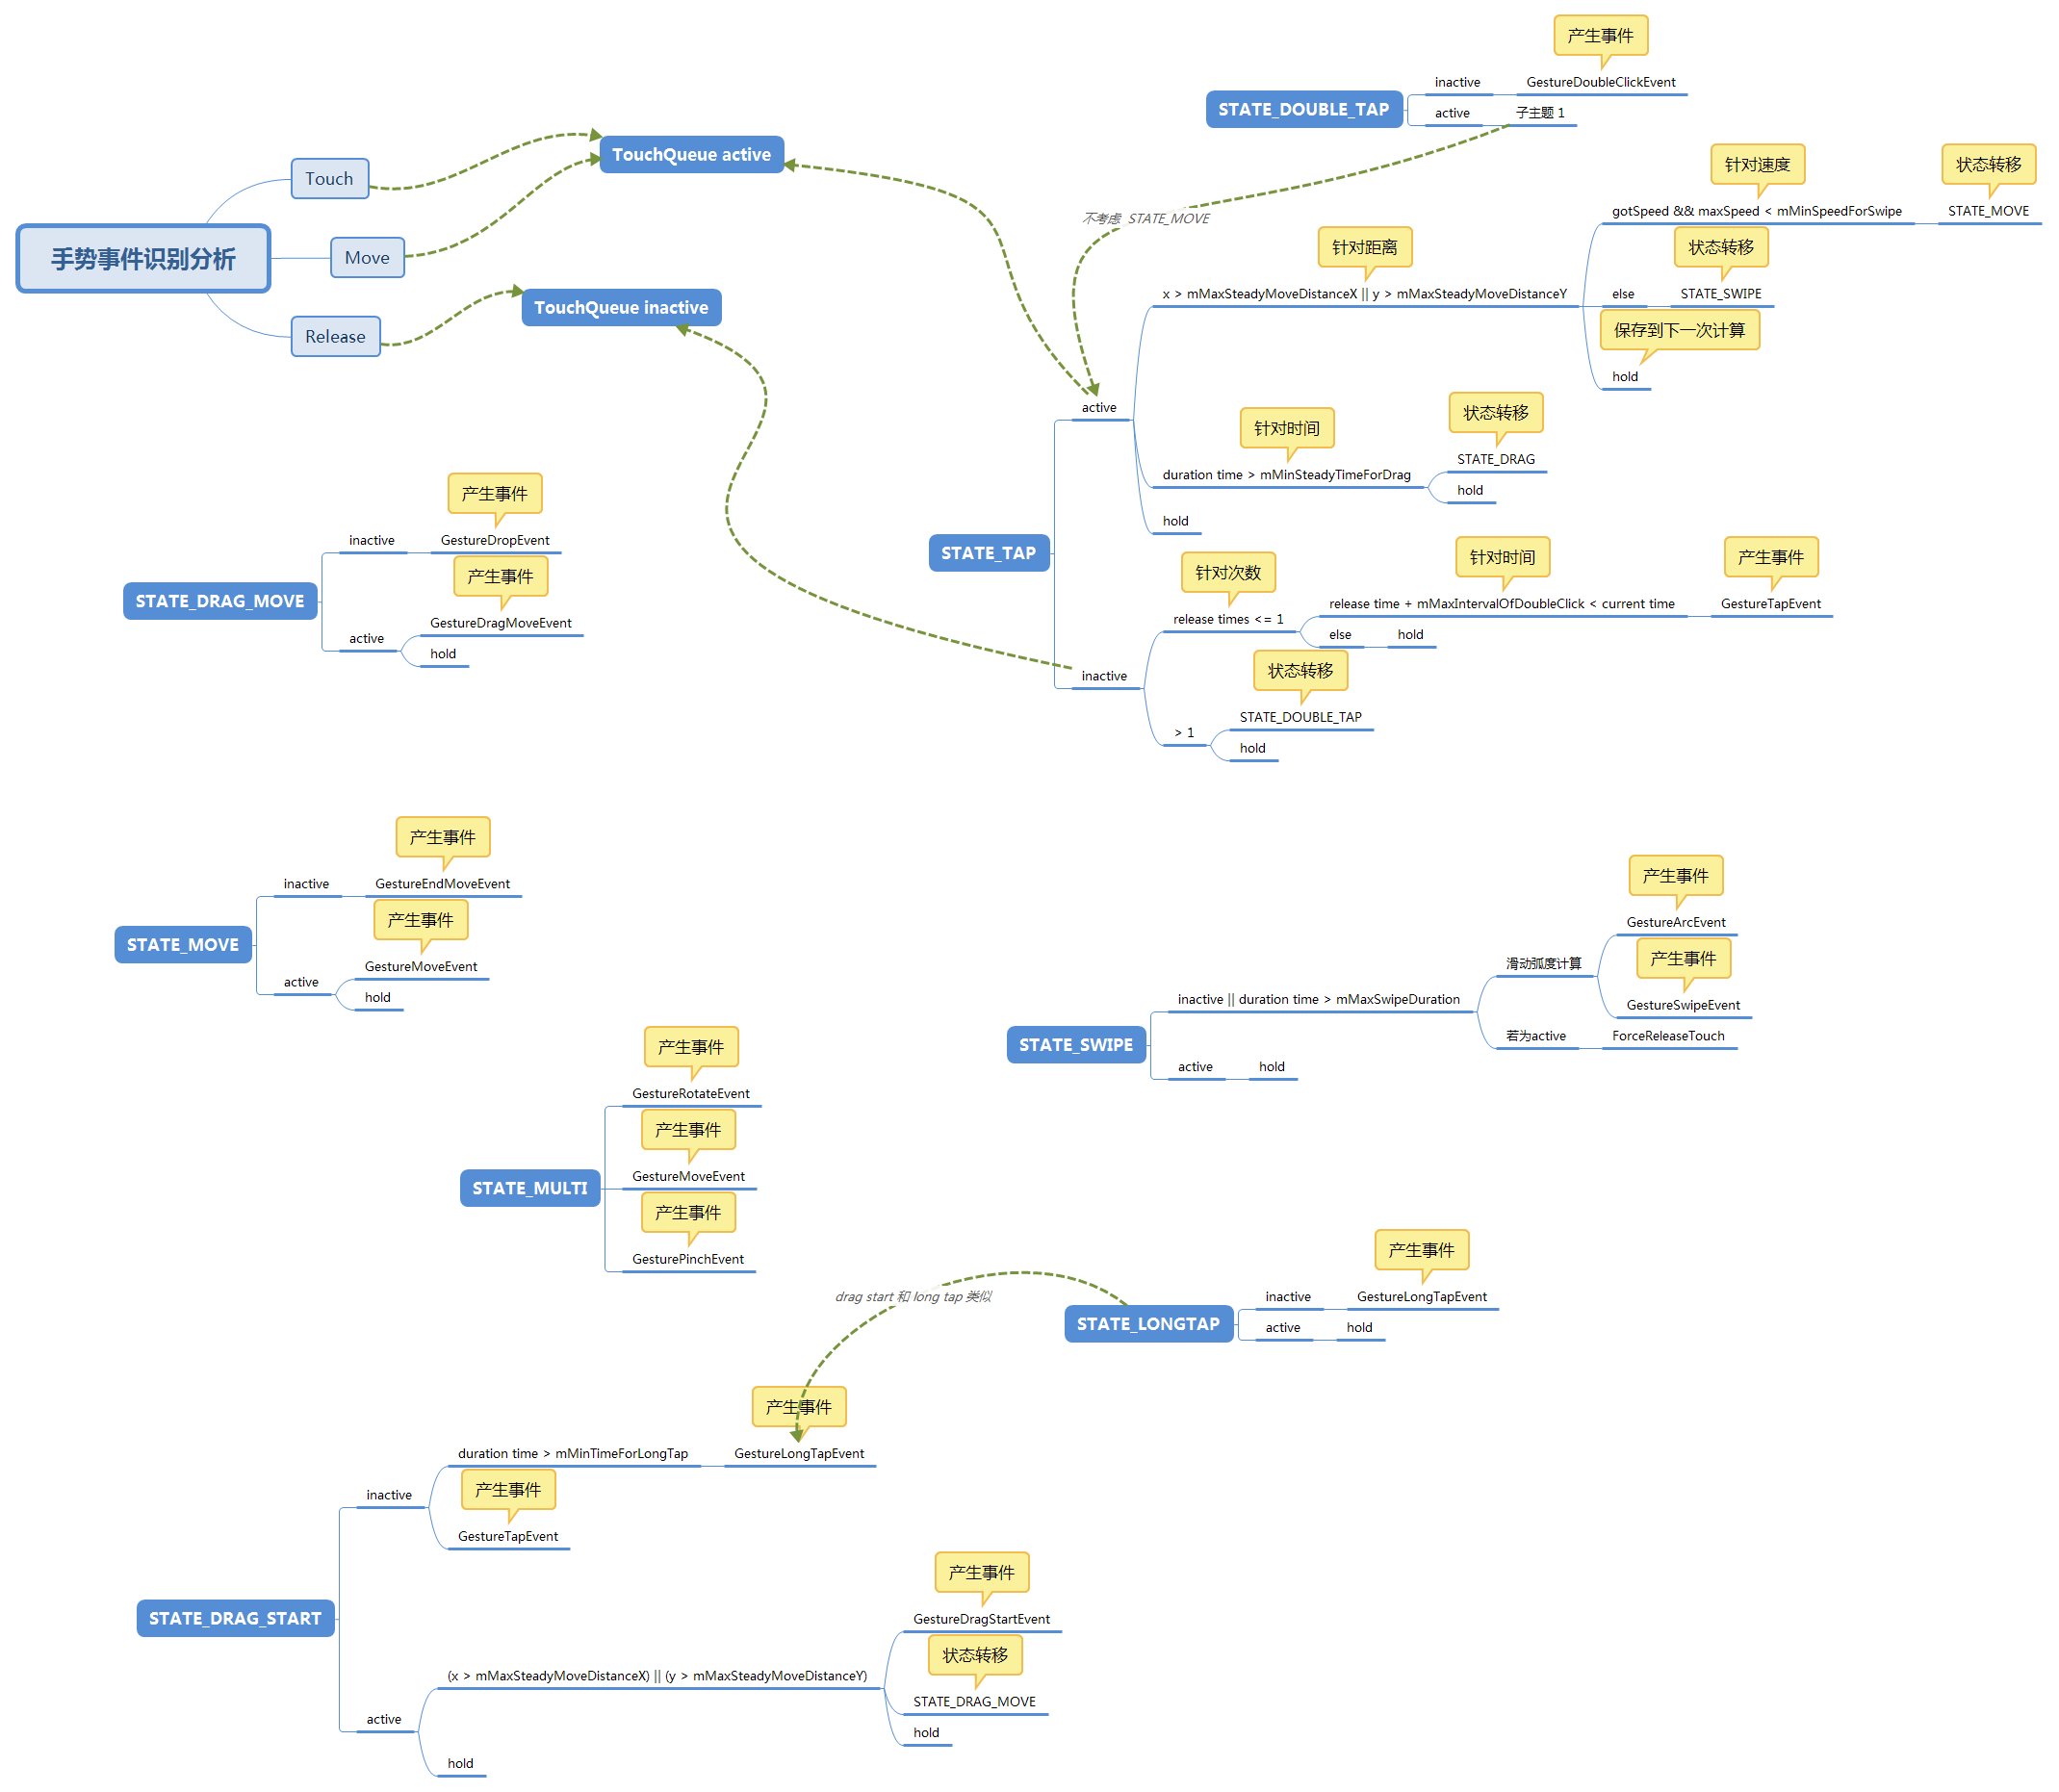 手势事件识别分析
Touch
Move
Release
TouchQueue active
TouchQueue inactive
产生事件
STATE_DOUBLE_TAP
inactive
GestureDoubleClickEvent
active
子主题 1
不考虑 STATE_MOVE
STATE_TAP
active
针对距离
x > mMaxSteadyMoveDistanceX || y > mMaxSteadyMoveDistanceY
针对速度
gotSpeed && maxSpeed < mMinSpeedForSwipe
状态转移
STATE_MOVE
else
状态转移
STATE_SWIPE
保存到下一次计算
hold
针对时间
duration time > mMinSteadyTimeForDrag
状态转移
STATE_DRAG
hold
hold
inactive
针对次数
release times <= 1
针对时间
release time + mMaxIntervalOfDoubleClick < current time
产生事件
GestureTapEvent
else
hold
> 1
状态转移
STATE_DOUBLE_TAP
hold
STATE_DRAG_MOVE
inactive
产生事件
GestureDropEvent
active
产生事件
GestureDragMoveEvent
hold
STATE_MOVE
inactive
产生事件
GestureEndMoveEvent
active
产生事件
GestureMoveEvent
hold
STATE_SWIPE
inactive || duration time > mMaxSwipeDuration
滑动弧度计算
产生事件
GestureArcEvent
产生事件
GestureSwipeEvent
若为active
ForceReleaseTouch
active
hold
STATE_MULTI
产生事件
GestureRotateEvent
产生事件
GestureMoveEvent
产生事件
GesturePinchEvent
STATE_LONGTAP
inactive
产生事件
GestureLongTapEvent
active
hold
drag start 和 long tap 类似
STATE_DRAG_START
inactive
duration time > mMinTimeForLongTap
产生事件
GestureLongTapEvent
产生事件
GestureTapEvent
active
(x > mMaxSteadyMoveDistanceX) || (y > mMaxSteadyMoveDistanceY)
产生事件
GestureDragStartEvent
状态转移
STATE_DRAG_MOVE
hold
hold